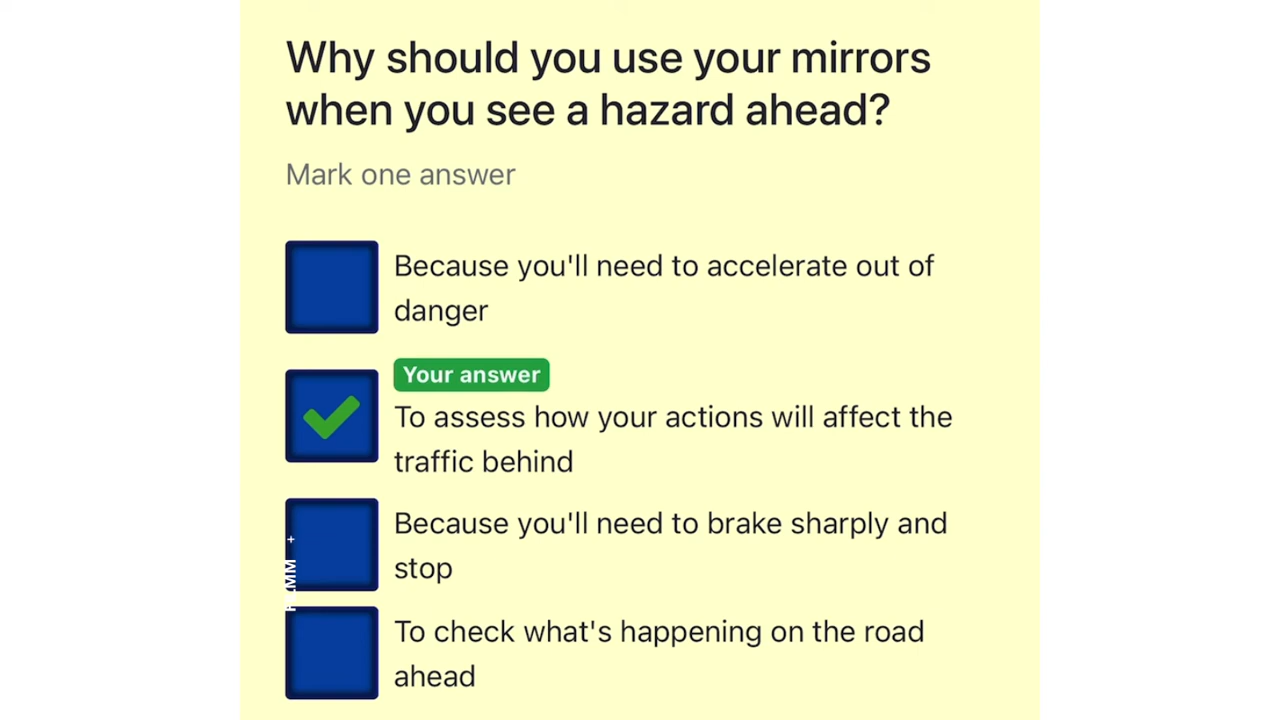 Why should you use your mirrors
when you see a hazard ahead?
Mark one answer
Because you'll need to accelerate out of
danger
Your answer
To assess how your actions will affect the
traffic behind
Because you'll need to brake sharply and
stop
To check what's happening on the road
ahead